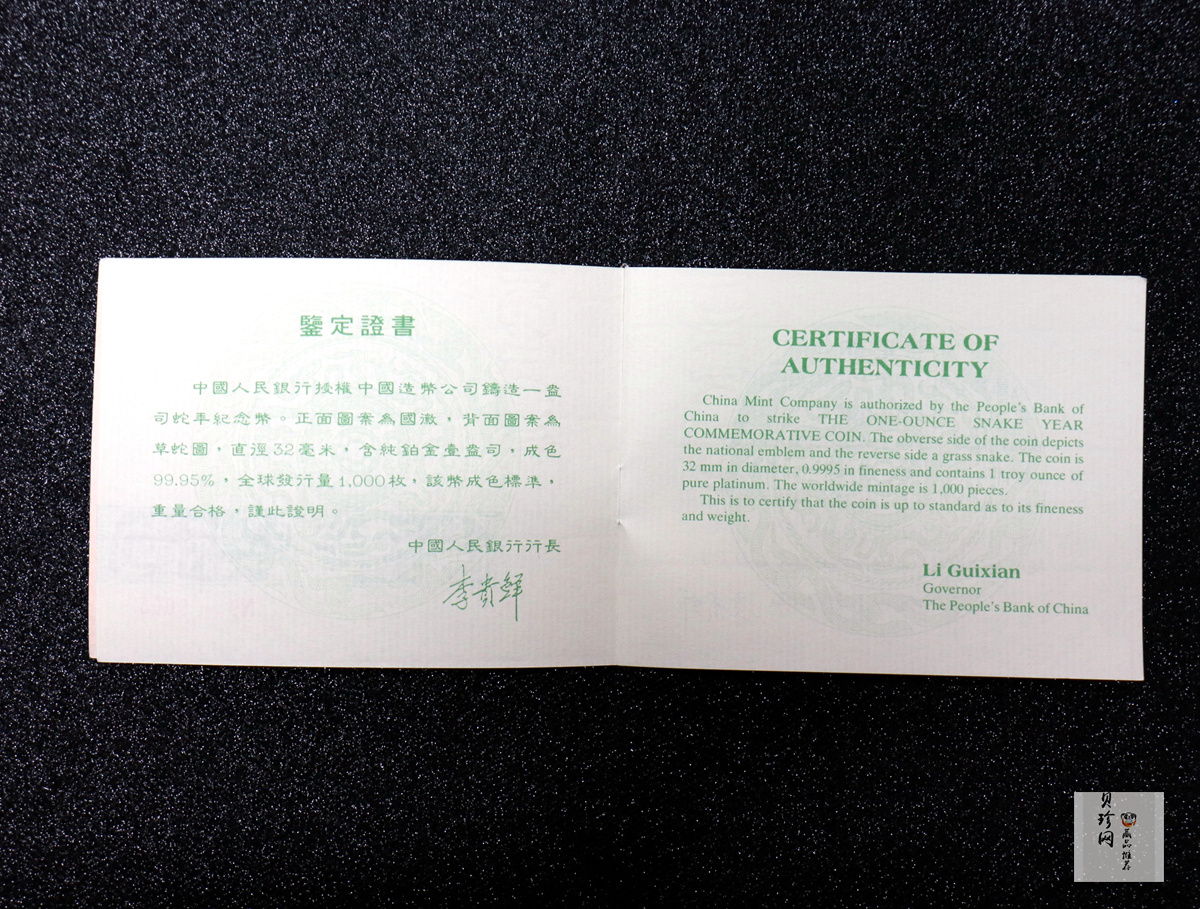 鑒定證書
中國人民銀行授權中國造幣公司鑄造一盎
司蛇年紀念幣。正面圖案為國徽，背面圖案為
草蛇圖，直徑32毫米，含純鉑金壹盎司，成色
99.95%，全球發行量1,000枚，該幣成色標準，
重量合格，謹此證明。
中國人民銀行行長
李貴鮮
CERTIFICATE OF
AUTHENTICITY
China Mint Company is authorized by the People's Bank of
China to strike THE ONE-OUNCE SNAKE YEAR
COMMEMORATIVE COIN. The obverse side of the coin depicts
the national emblem and the reverse side a grass snake. The coin is
32 mm in diameter, 0.9995 in fineness and contains 1 troy ounce of
pure platinum. The worldwide mintage is 1,000 pieces.
This is to certify that the coin is up to standard as to its fineness
and weight.
Li Guixian
Governor
The People's Bank of China
贝珍网
藏品推荐